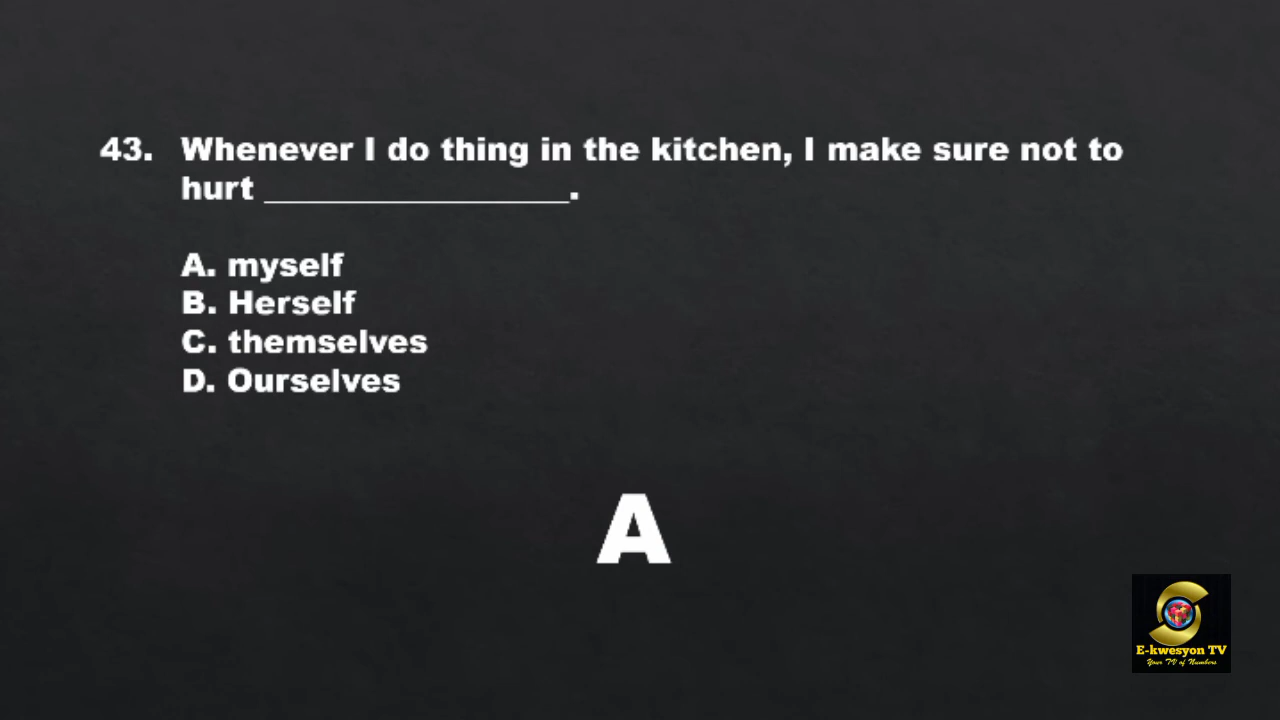 43. Whenever I do thing in the kitchen, I make sure not to
hurt __________________.
A. myself
B. Herself
C. themselves
D. Ourselves
A
E-kwesyon TV
Your TV of Numbers